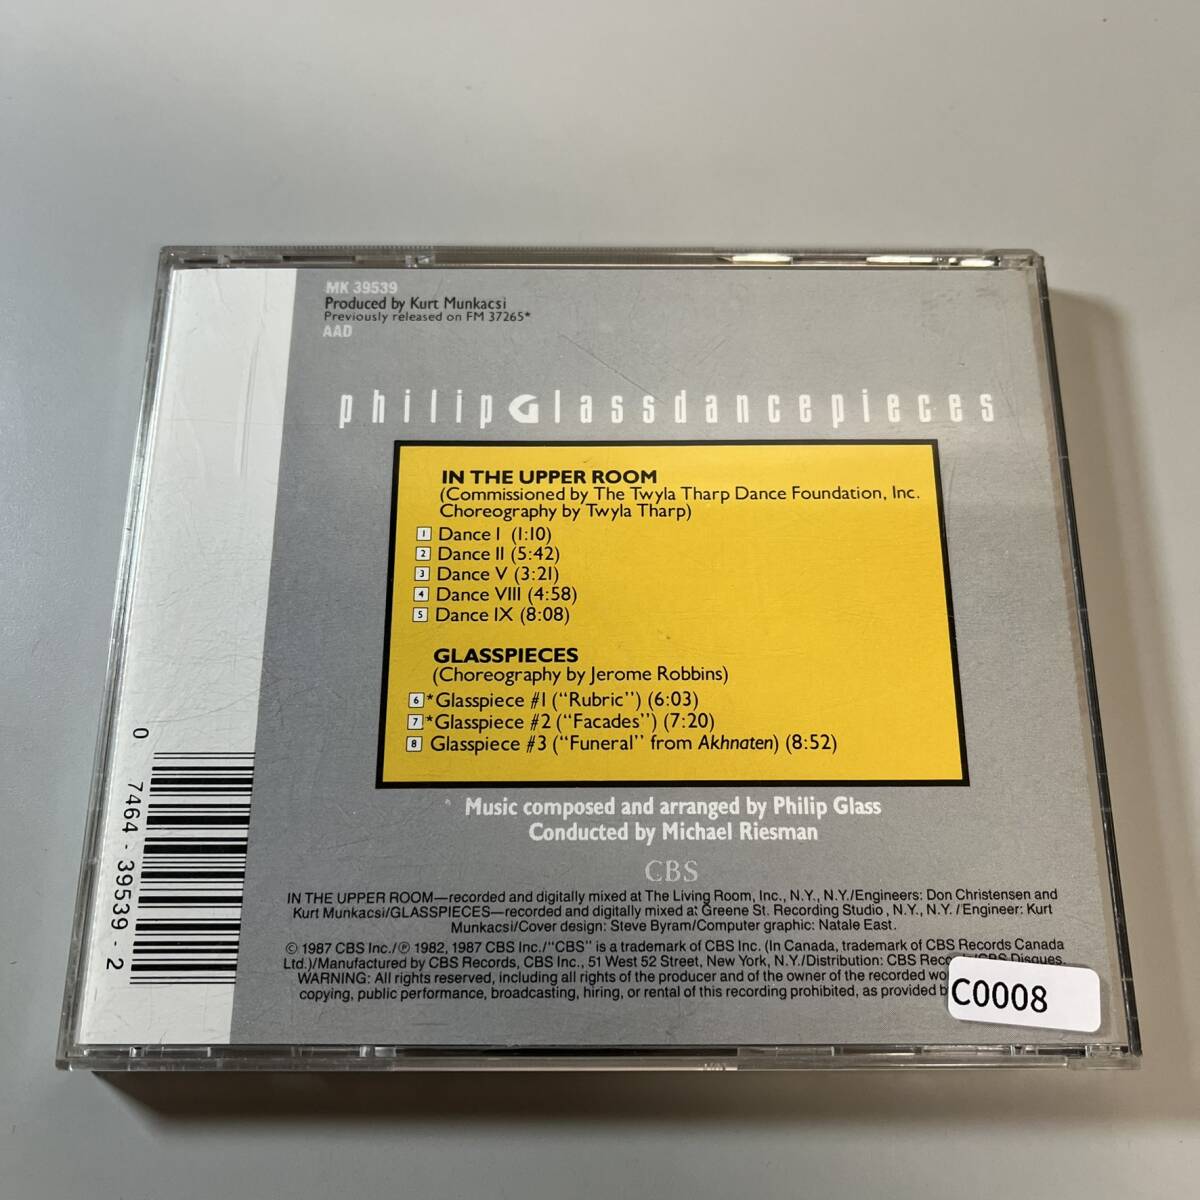 MK 39539
Produced by Kurt Munkacsi
Previously released on FM 37265*
AAD
philipGlassdancepieces
IN THE UPPER ROOM
(Commissioned by The Twyla Tharp Dance Foundation, Inc.
Choreography by Twyla Tharp)
1 Dance I (1:10)
2 Dance II (5:42)
3 Dance V (3:21)
4 Dance VIII (4:58)
5 Dance IX (8:08)
GLASSPIECES
(Choreography by Jerome Robbins)
6 *Glasspiece #1 (“Rubric”) (6:03)
7 *Glasspiece #2 (“Facades”) (7:20)
8 Glasspiece #3 (“Funeral” from Akhnaten) (8:52)
Music composed and arranged by Philip Glass
Conducted by Michael Riesman
CBS
IN THE UPPER ROOM—recorded and digitally mixed at The Living Room, Inc., N.Y., N.Y./Engineers: Don Christensen and
Kurt Munkacsi/GLASSPIECES—recorded and digitally mixed at Greene St. Recording Studio, N.Y., N.Y. /Engineer: Kurt
Munkacsi/Cover design: Steve Byram/Computer graphic: Natale East.
© 1987 CBS Inc./℗ 1982, 1987 CBS Inc./“CBS” is a trademark of CBS Inc. (In Canada, trademark of CBS Records Canada
Ltd.)/Manufactured by CBS Records, CBS Inc., 51 West 52 Street, New York, N.Y./Distribution: CBS Records/CBS Disques.
WARNING: All rights reserved, including all rights of the producer and of the owner of the recorded
copying, public performance, broadcasting, hiring, or rental of this recording prohibited, as provided
C0008
0 7464-39539-2